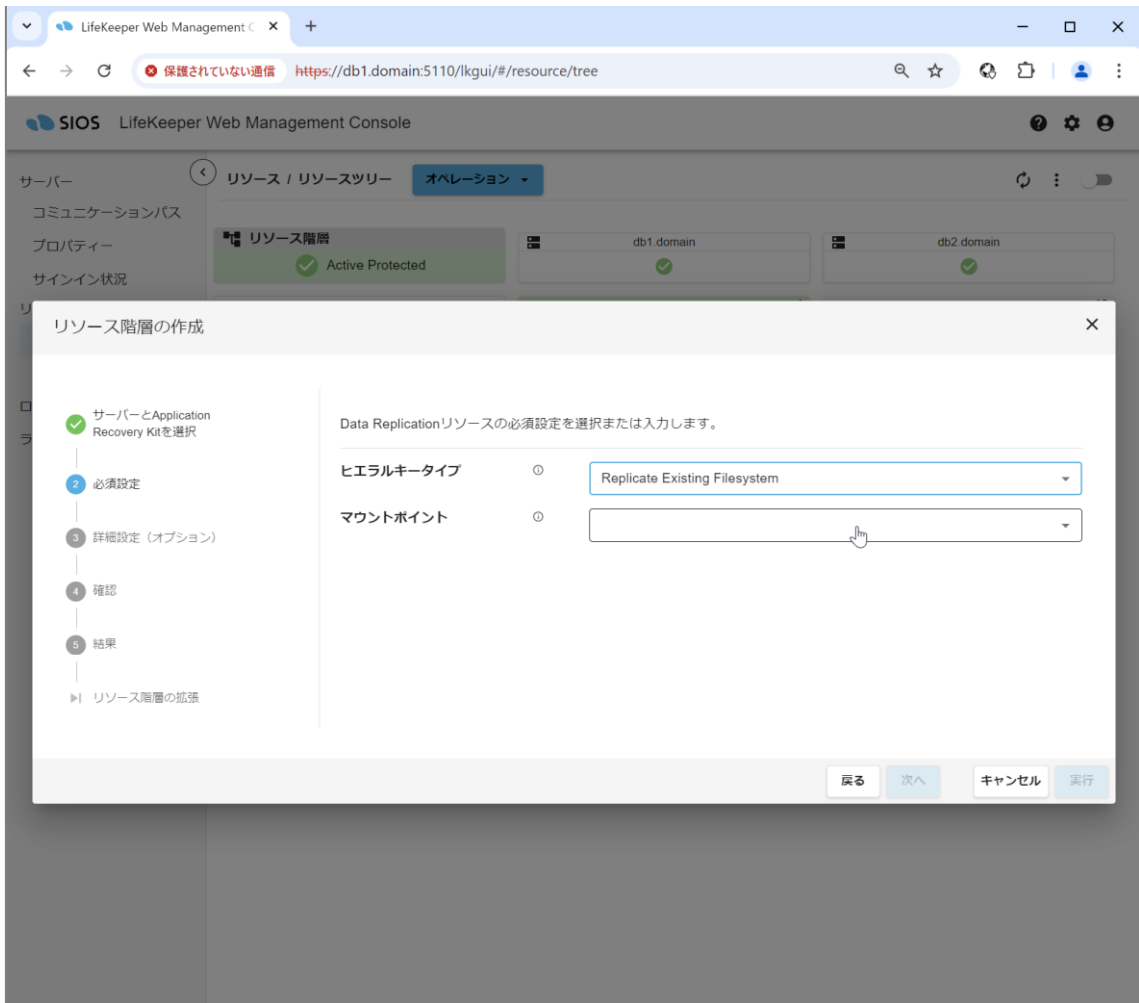 LifeKeeper Web Management C
保護されていない通信 https://db1.domain:5110/lkgui/#/resource/tree
SIOS LifeKeeper Web Management Console
サーバー
コミュニケーションパス
プロパティー
サインイン状況
リ
ロ
ラ
リソース / リソースツリー オペレーション
リソース階層
Active Protected
db1.domain
db2.domain
リソース階層の作成
サーバーとApplication
Recovery Kitを選択
2 必須設定
3 詳細設定（オプション）
4 確認
5 結果
リソース階層の拡張
Data Replicationリソースの必須設定を選択または入力します。
ヒエラルキータイプ Replicate Existing Filesystem
マウントポイント
戻る 次へ キャンセル 実行